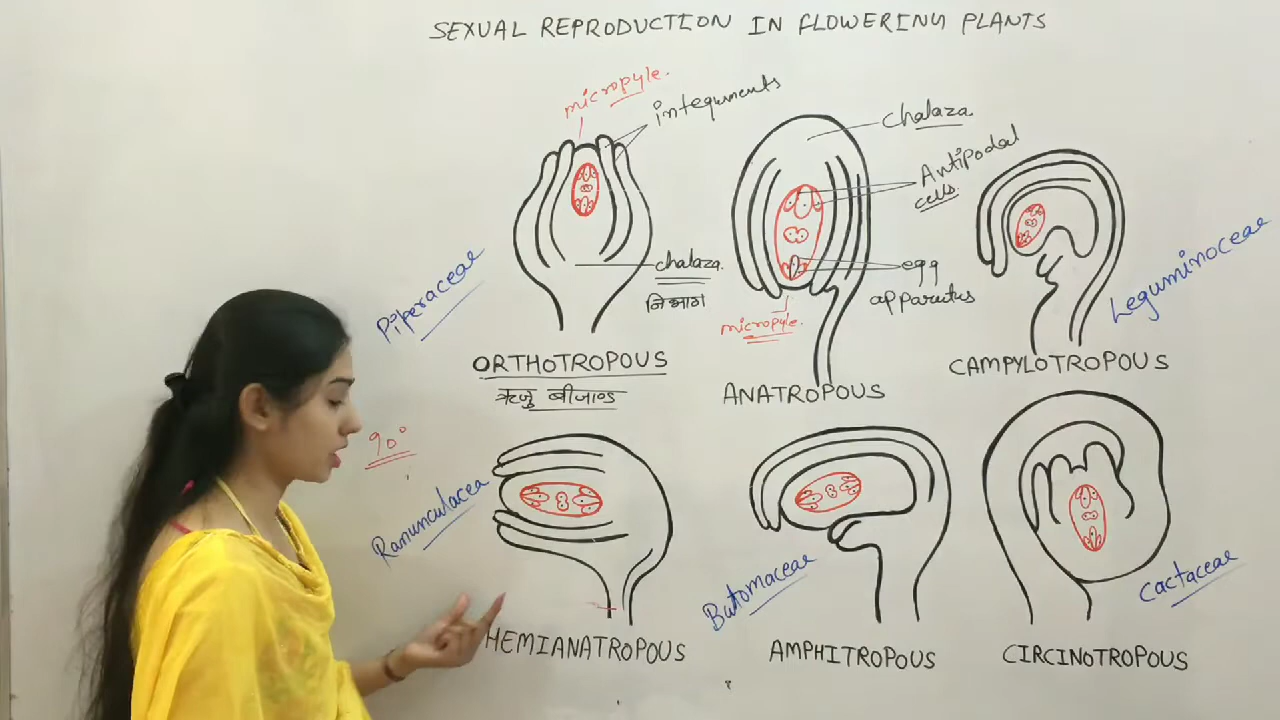 SEXUAL REPRODUCTION IN FLOWERING PLANTS
micropyle.
integuments
chalaza
Antipodal
cells.
Piperaceae
chalaza.
निभाग
egg
apparatus
micropyle.
Leguminoceae
ORTHOTROPOUS
ऋजु बीजाण्ड
ANATROPOUS
CAMPYLOTROPOUS
90°
Ranunculacea
Butomaceae
Cactaceae
HEMIANATROPOUS
AMPHITROPOUS
CIRCINOTROPOUS